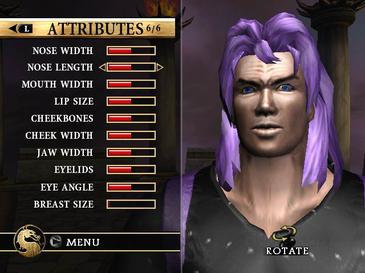 L ATTRIBUTES 6/6
NOSE WIDTH
NOSE LENGTH
MOUTH WIDTH
LIP SIZE
CHEEKBONES
CHEEK WIDTH
JAW WIDTH
EYELIDS
EYE ANGLE
BREAST SIZE
C MENU
C ROTATE